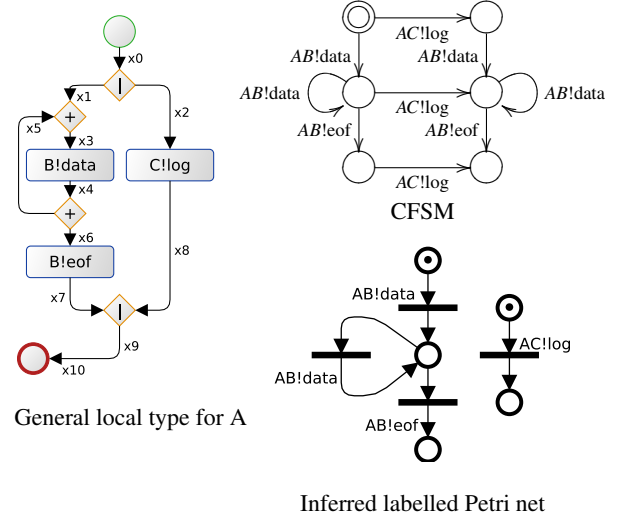 x0
|
x1
x2
+
x5
x3
B!data
C!log
x4
+
x6
x8
B!eof
x7
|
x9
x10
General local type for A
AC!log
AB!data
AB!data
AB!data
AC!log
AB!data
AB!eof
AB!eof
AC!log
CFSM
AB!data
AC!log
AB!data
AB!eof
Inferred labelled Petri net